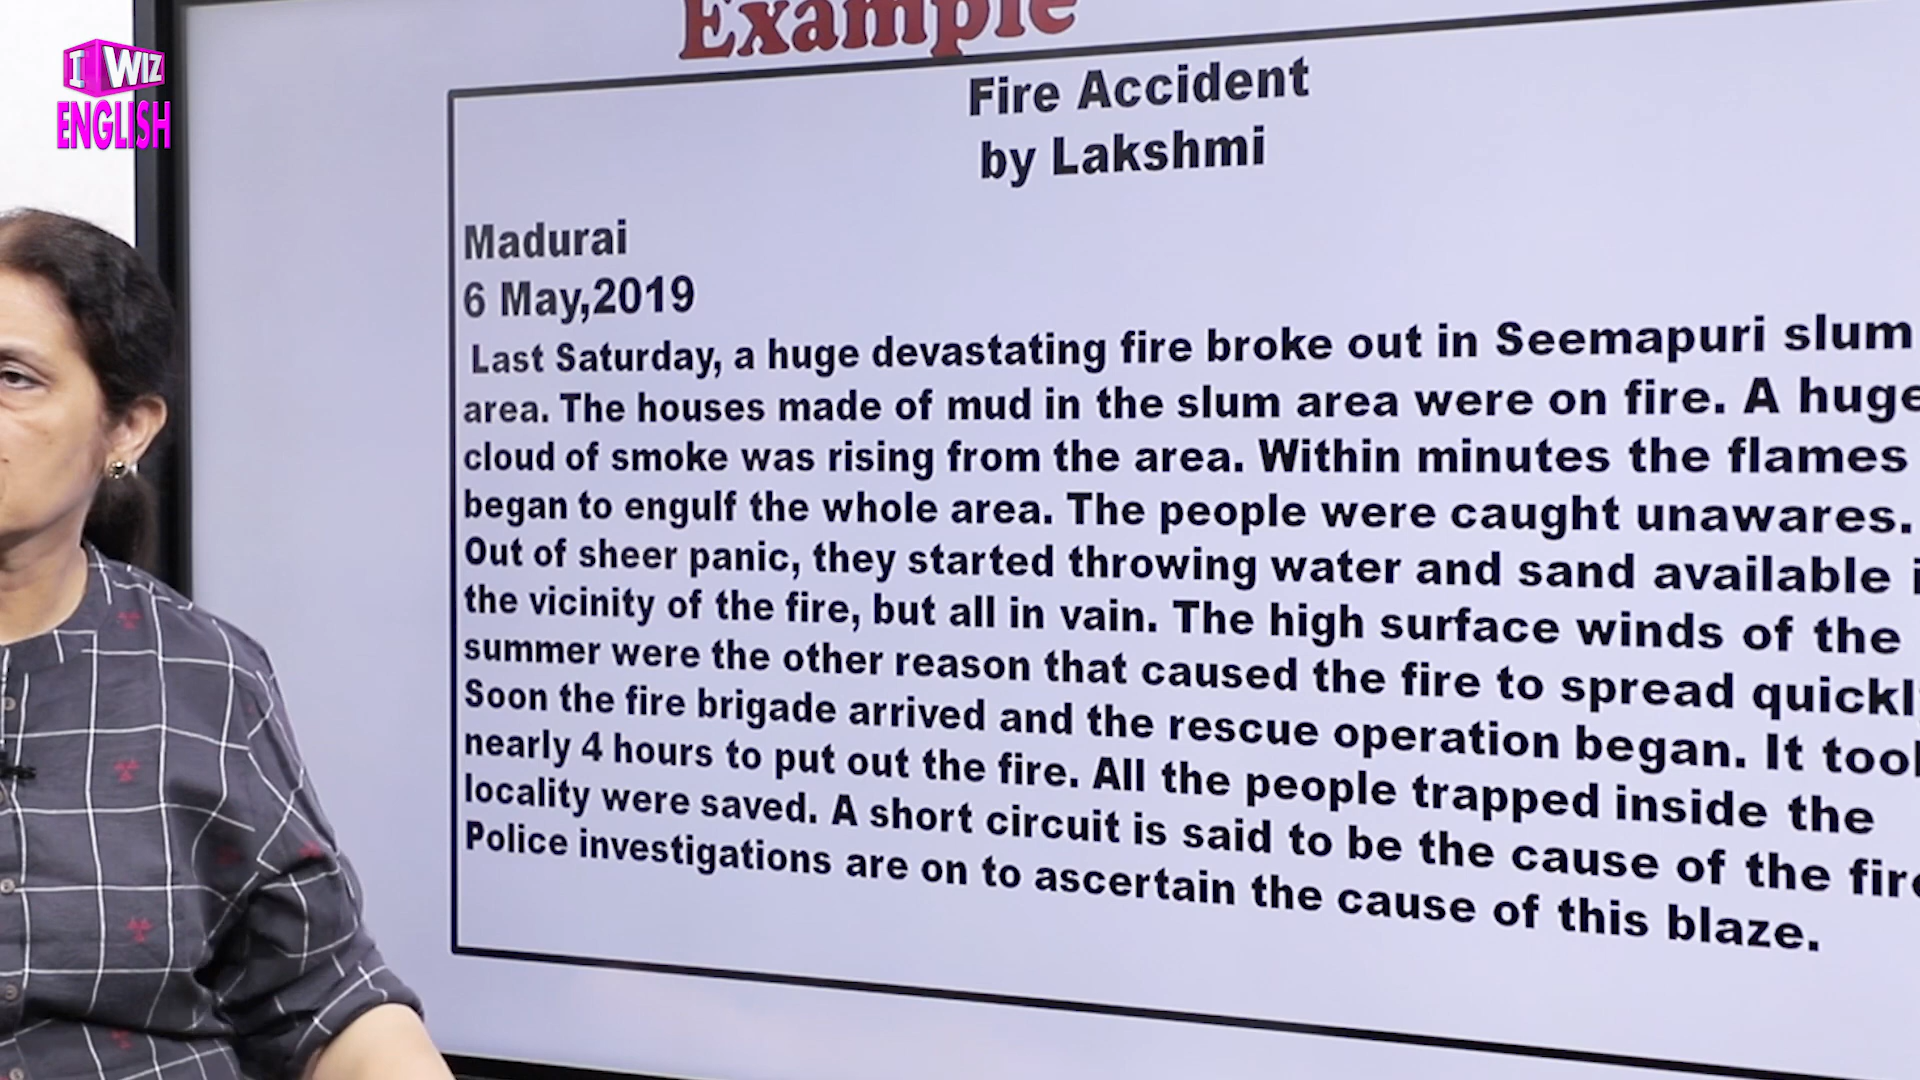 I WIZ
ENGLISH
Example
Fire Accident
by Lakshmi
Madurai
6 May,2019
Last Saturday, a huge devastating fire broke out in Seemapuri slum
area. The houses made of mud in the slum area were on fire. A huge
cloud of smoke was rising from the area. Within minutes the flames
began to engulf the whole area. The people were caught unawares.
Out of sheer panic, they started throwing water and sand available
the vicinity of the fire, but all in vain. The high surface winds of the
summer were the other reason that caused the fire to spread
Soon the fire brigade arrived and the rescue operation began. It
nearly 4 hours to put out the fire. All the people trapped inside the
locality were saved. A short circuit is said to be the cause of the fire
Police investigations are on to ascertain the cause of this blaze.